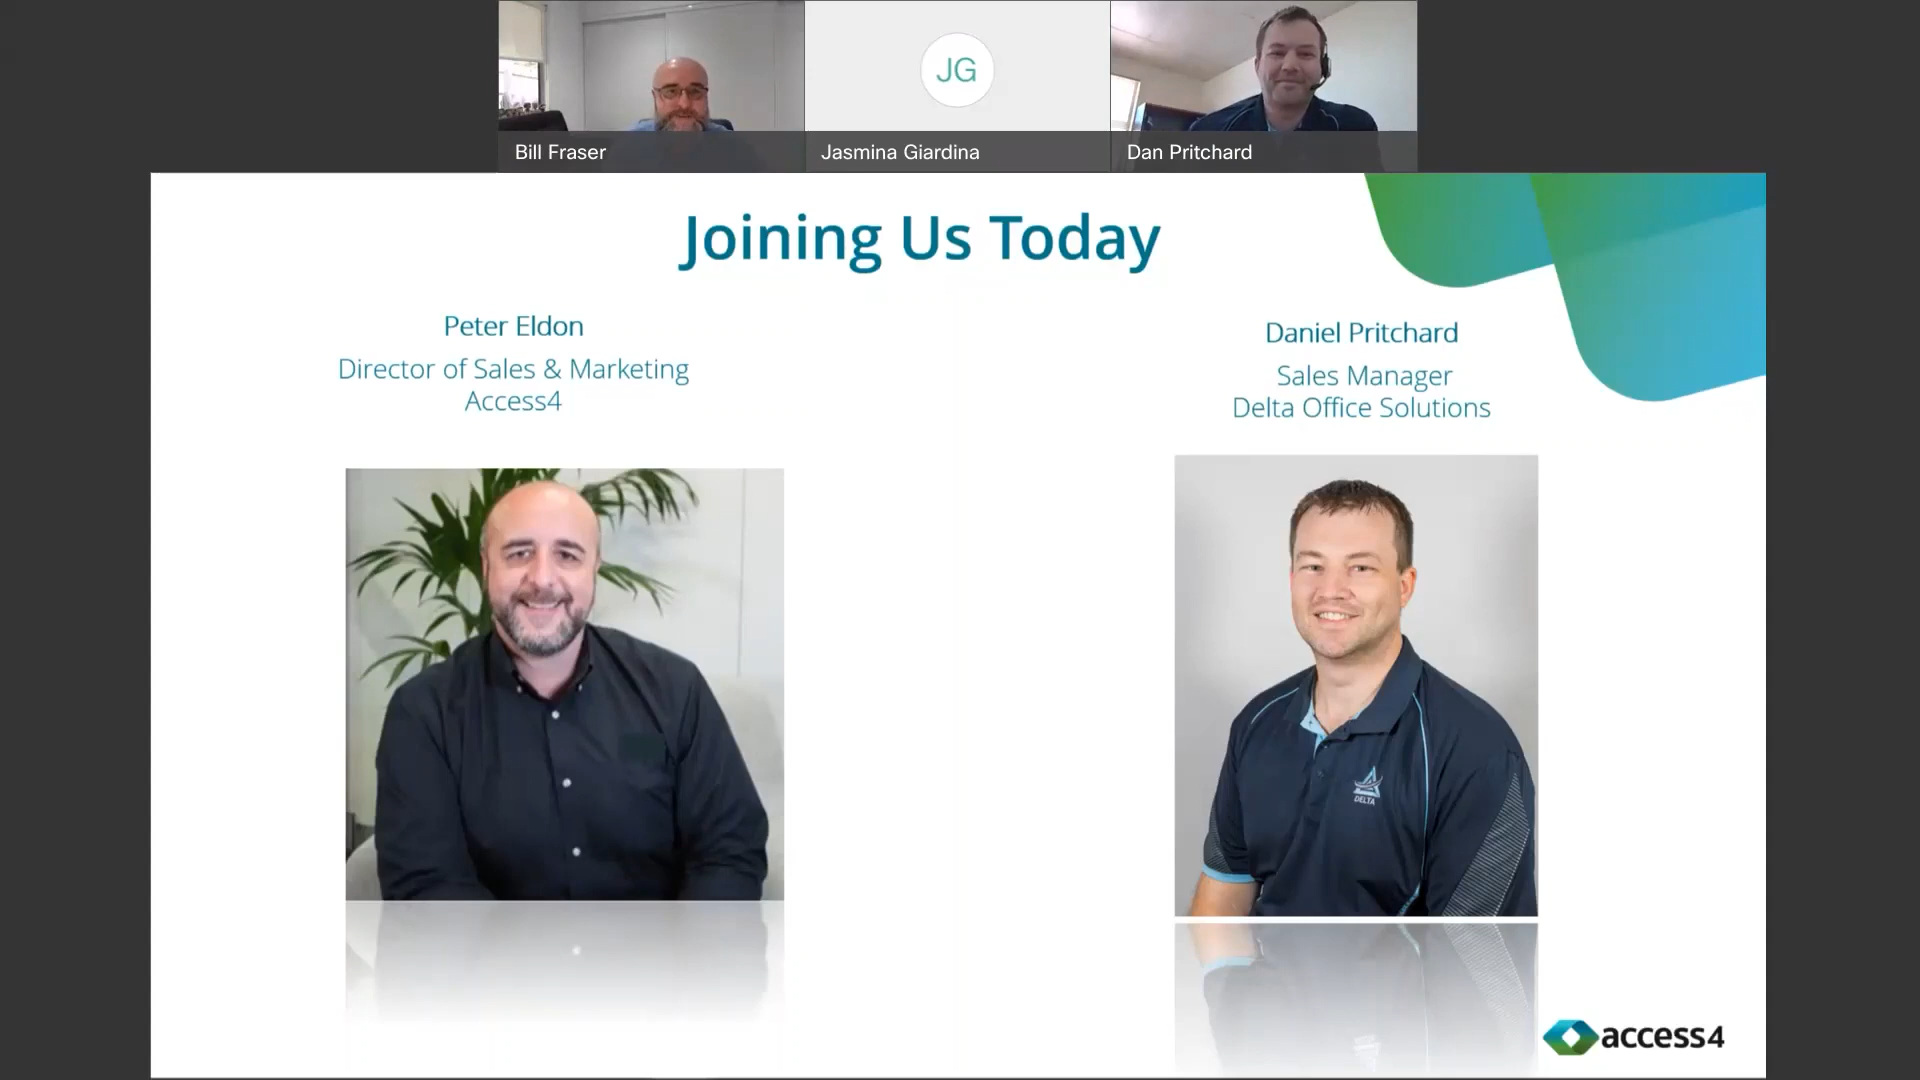 JG
Bill Fraser
Jasmina Giardina
Dan Pritchard
Joining Us Today
Peter Eldon
Director of Sales & Marketing
Access4
Daniel Pritchard
Sales Manager
Delta Office Solutions
DELTA
access4